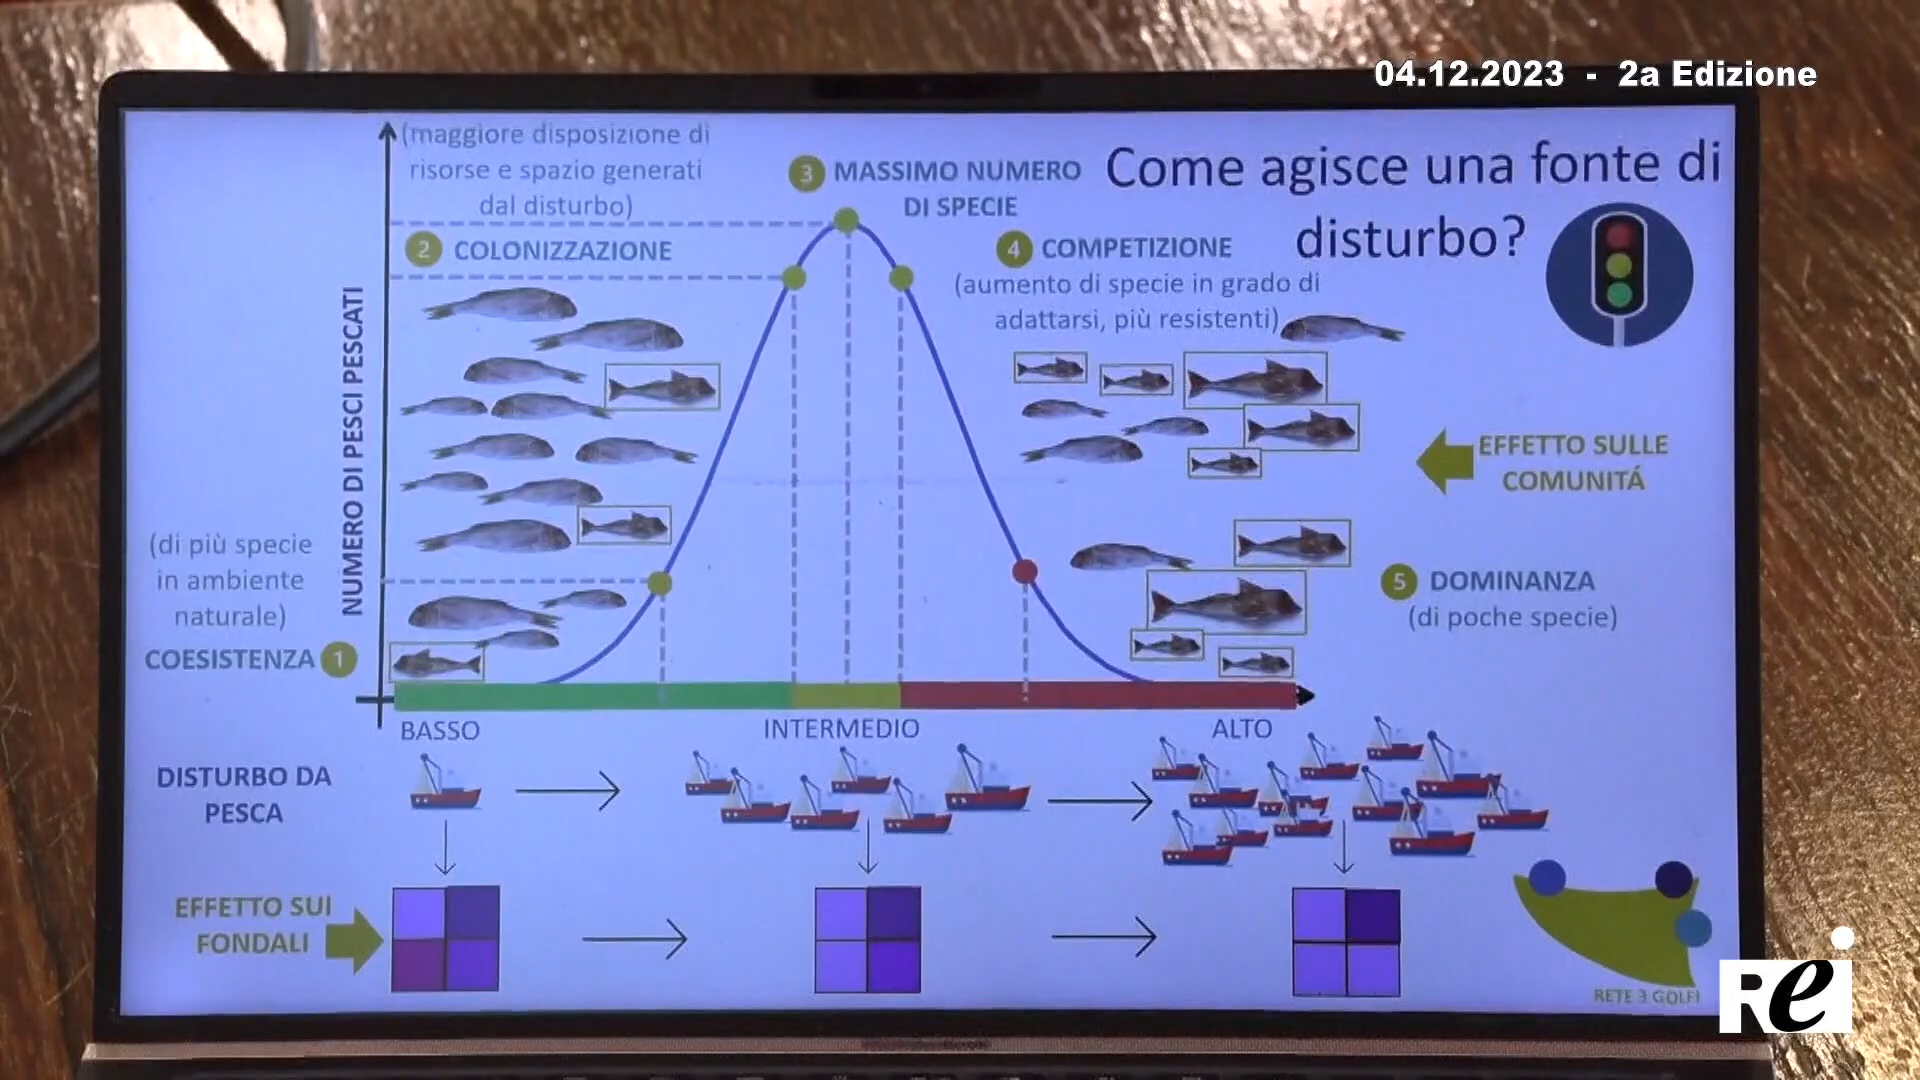 04.12.2023 - 2a Edizione
Come agisce una fonte di
disturbo?
(maggiore disposizione di
risorse e spazio generati
dal disturbo)
2 COLONIZZAZIONE
3 MASSIMO NUMERO
DI SPECIE
4 COMPETIZIONE
(aumento di specie in grado di
adattarsi, più resistenti)
NUMERO DI PESCI PESCATI
EFFETTO SULLE
COMUNITÁ
(di più specie
in ambiente
naturale)
COESISTENZA 1
5 DOMINANZA
(di poche specie)
BASSO
INTERMEDIO
ALTO
DISTURBO DA
PESCA
EFFETTO SUI
FONDALI
RETE 3 GOLFI
Re